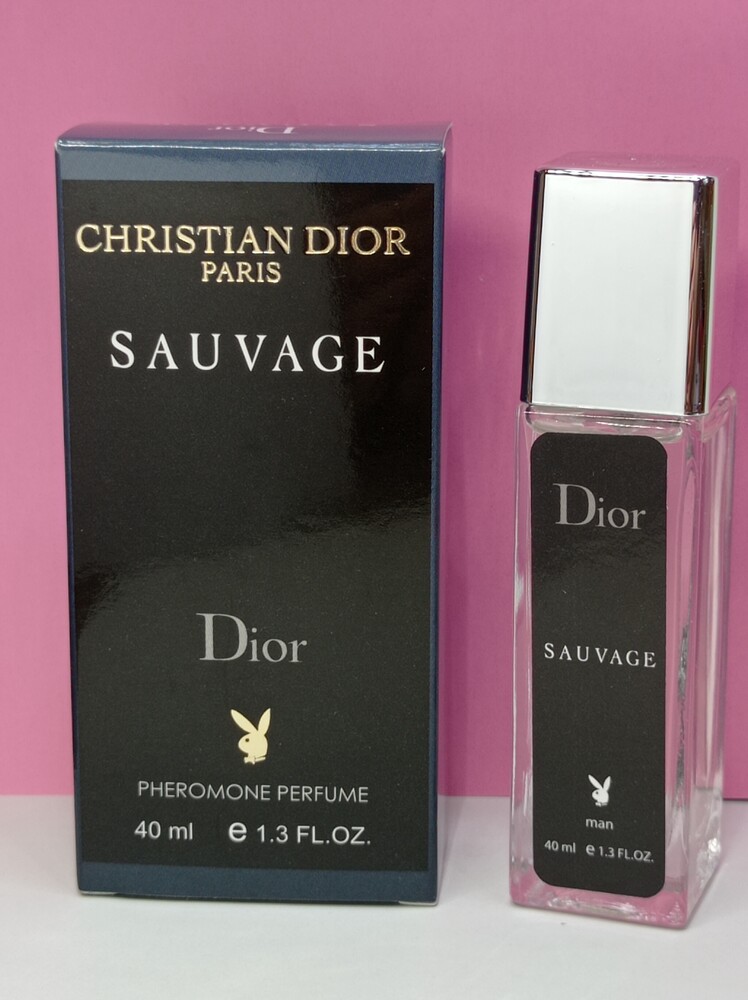 Dior
CHRISTIAN DIOR
PARIS
SAUVAGE
Dior
PHEROMONE PERFUME
40 ml e 1.3 FL.OZ.
Dior
SAUVAGE
man
40 ml e 1.3 FL.OZ.